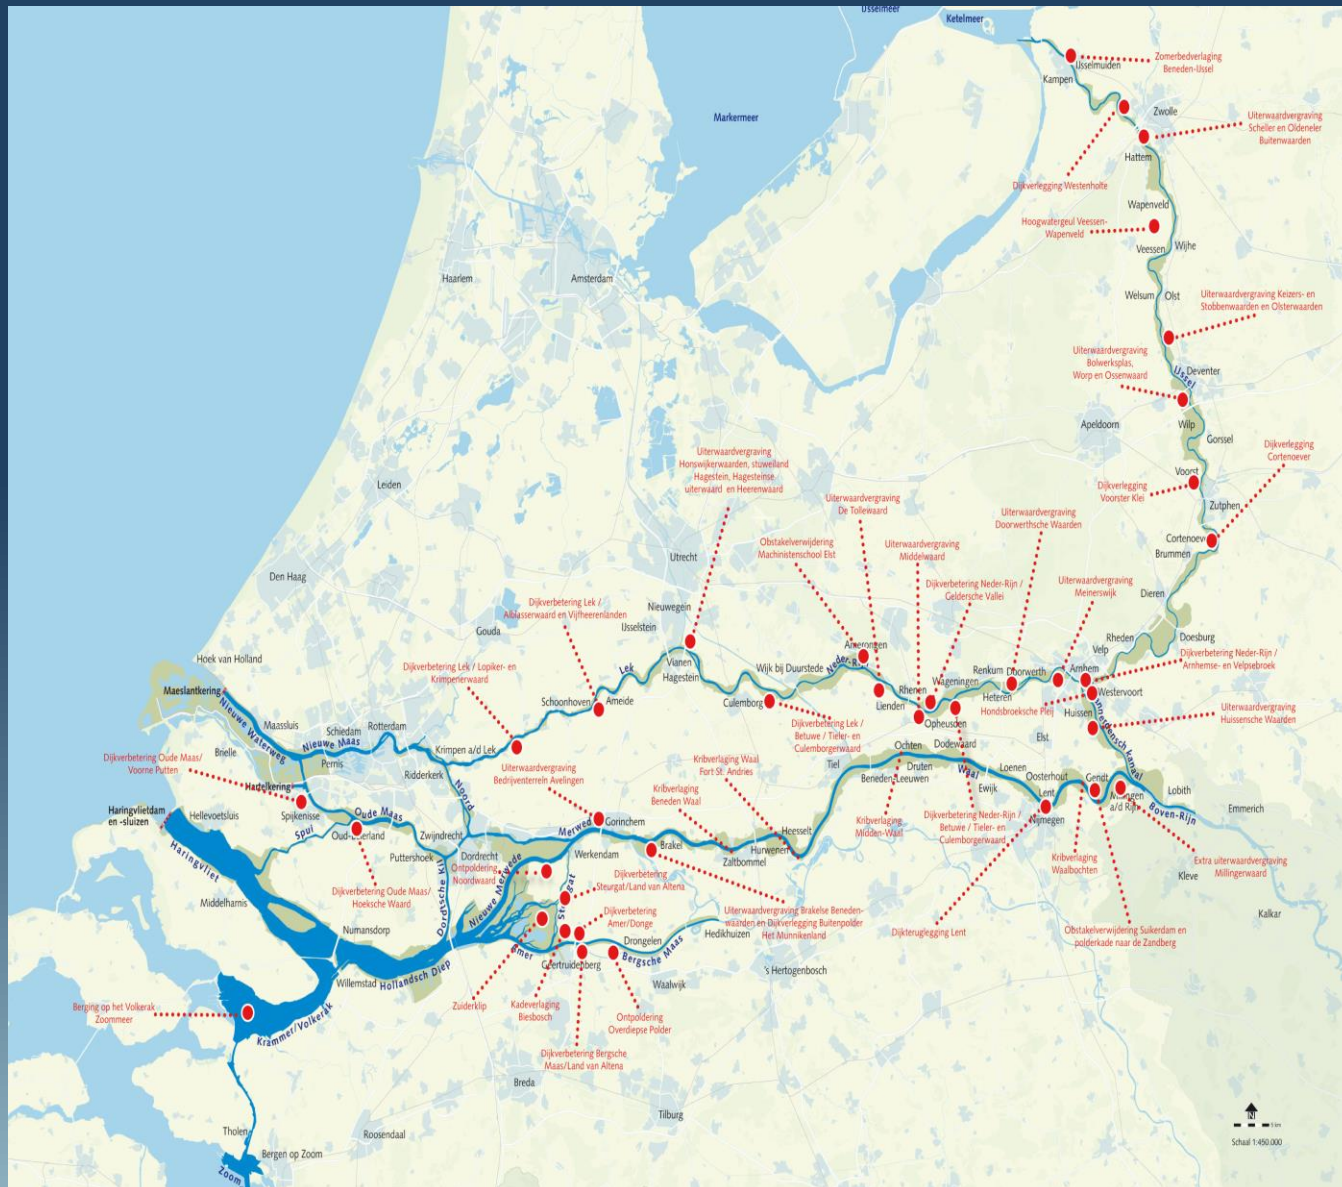 IJsselmeer
Ketelmeer
Zomerbedverlaging
Beneden-IJssel
IJsselmuiden
Kampen
Zwolle
Markermeer
Uiterwaardvergraving
Scheller en Oldeneler
Buitenwaarden
Hattem
Dijkverlegging Westenholte
Wapenveld
Hoogwatergeul Veessen-
Wapenveld
Veessen
Wijhe
Haarlem
Amsterdam
Welsum
Olst
Uiterwaardvergraving Keizers- en
Stobbenwaarden en Olsterwaarden
Uiterwaardvergraving
Bolwerksplas,
Worp en Ossenwaard
IJssel
Deventer
Apeldoorn
Wilp
Gorssel
Uiterwaardvergraving
Honswijkerwaarden, stuweiland
Hagestein, Hagesteinse
uiterwaard en Heerenwaard
Dijkverlegging
Cortenoever
Leiden
Voorst
Dijkverlegging
Voorster Klei
Zutphen
Uiterwaardvergraving
De Tollewaard
Uiterwaardvergraving
Doorwerthsche Waarden
Obstakelverwijdering
Machinistenschool Elst
Uiterwaardvergraving
Middelwaard
Cortenoever
Brummen
Utrecht
Den Haag
Dijkverbetering Neder-Rijn /
Geldersche Vallei
Uiterwaardvergraving
Meinerswijk
Dieren
Dijkverbetering Lek /
Alblasserwaard en Vijfheerenlanden
Nieuwegein
IJsselstein
Gouda
Rheden
Doesburg
Velp
Hoek van Holland
Lek
Vianen
Hagestein
Wijk bij Duurstede
Amerongen
Neder-Rijn
Renkum
Doorwerth
Arnhem
Dijkverbetering Neder-Rijn /
Arnhemse- en Velpsebroek
Dijkverbetering Lek / Lopiker- en
Krimpenerwaard
Maeslantkering
Rhenen
Wageningen
Heteren
Westervoort
Schoonhoven
Ameide
Culemborg
Lienden
Hondsbroeksche Pleij
Huissen
Uiterwaardvergraving
Huissensche Waarden
Nieuwe Waterweg
Maassluis
Schiedam
Rotterdam
Nieuwe Maas
Krimpen a/d Lek
Dijkverbetering Lek /
Betuwe / Tieler- en
Culemborgerwaard
Opheusden
Elst
Pannerdensch kanaal
Brielle
Pernis
Ridderkerk
Dijkverbetering Oude Maas/
Voorne Putten
Uiterwaardvergraving
Bedrijventerrein Avelingen
Kribverlaging Waal
Fort St. Andries
Ochten
Dodewaard
Tiel
Druten
Beneden-Leeuwen
Waal
Loenen
Ewijk
Oosterhout
Lent
Gendt
Millingen
a/d Rijn
Lobith
Boven-Rijn
Emmerich
Hartelkering
Kribverlaging
Beneden Waal
Noord
Haringvlietdam
en -sluizen
Hellevoetsluis
Spijkenisse
Oude Maas
Spui
Oud-Beijerland
Zwijndrecht
Merwede
Gorinchem
Heesselt
Kribverlaging
Midden-Waal
Dijkverbetering Neder-Rijn /
Betuwe / Tieler- en
Culemborgerwaard
Nijmegen
Haringvliet
Puttershoek
Dordrecht
Werkendam
Brakel
Hurwenen
Zaltbommel
Kribverlaging
Waalbochten
Extra uiterwaardvergraving
Millingerwaard
Kleve
Ontpoldering
Noordwaard
Nieuwe Merwede
Dordtsche Kil
Dijkverbetering
Steurgat/Land van Altena
Dijkverbetering Oude Maas/
Hoeksche Waard
Middelharnis
Steurgat
Dijkverbetering
Amer/Donge
Uiterwaardvergraving Brakelse Beneden-
waarden en Dijkverlegging Buitenpolder
Het Munnikenland
Kalkar
Numansdorp
Dijkteruglegging Lent
Obstakelverwijdering Suikerdam en
polderkade naar de Zandberg
Hedikhuizen
Drongelen
Bergsche Maas
Amer
Geertruidenberg
Hollandsch Diep
Willemstad
's Hertogenbosch
Waalwijk
Berging op het Volkerak
Zoommeer
Krammer/Volkerak
Zuiderklip
Kadeverlaging
Biesbosch
Ontpoldering
Overdiepse Polder
Dijkverbetering Bergsche
Maas/Land van Altena
Breda
Tilburg
Tholen
Roosendaal
Bergen op Zoom
Zoom
N
5 km
Schaal 1:450.000